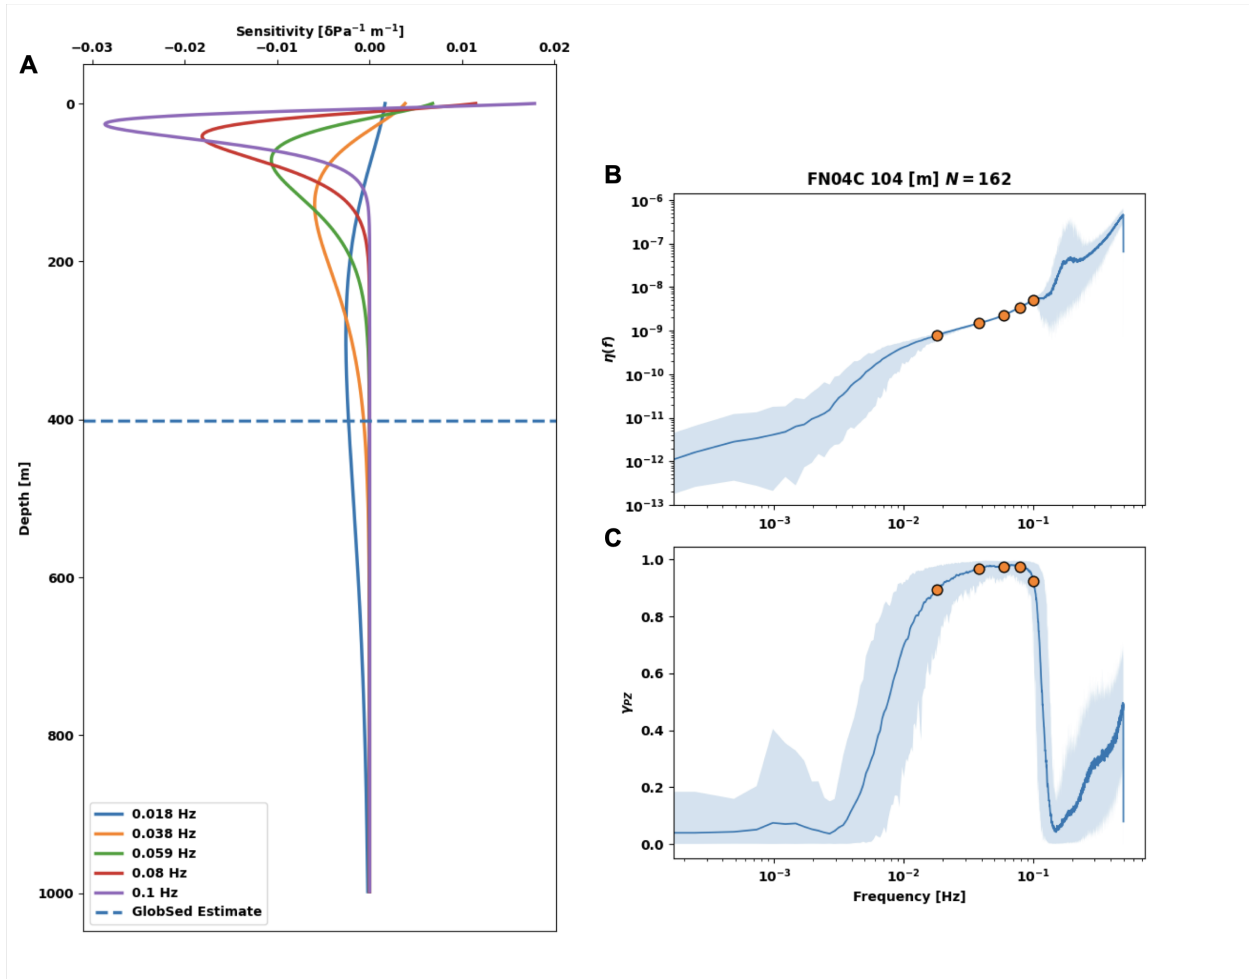 A
Sensitivity [δPa⁻¹ m⁻¹]
−0.03 −0.02 −0.01 0.00 0.01 0.02
0
200
400
600
800
1000
Depth [m]
0.018 Hz
0.038 Hz
0.059 Hz
0.08 Hz
0.1 Hz
GlobSed Estimate
B
FN04C 104 [m] N = 162
10⁻⁶
10⁻⁷
10⁻⁸
10⁻⁹
10⁻¹⁰
10⁻¹¹
10⁻¹²
10⁻¹³
η(f)
10⁻³ 10⁻² 10⁻¹
C
1.0
0.8
0.6
0.4
0.2
0.0
γPZ
10⁻³ 10⁻² 10⁻¹
Frequency [Hz]